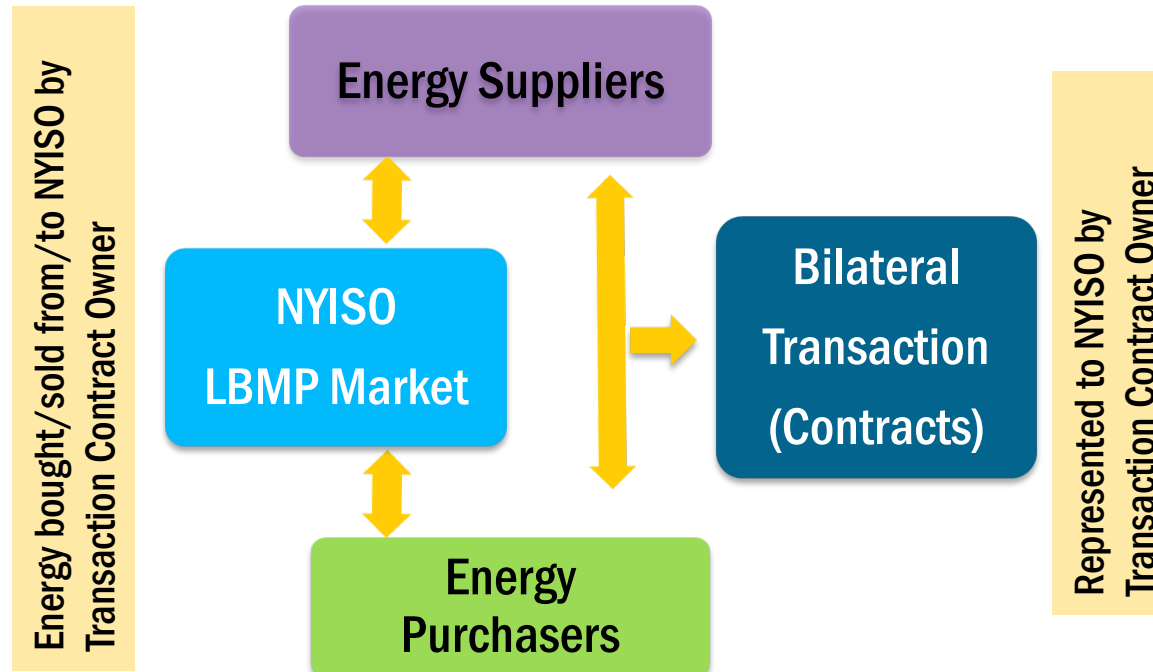 Energy bought/sold from/to NYISO by
Transaction Contract Owner
Energy Suppliers
NYISO
LBMP Market
Bilateral
Transaction
(Contracts)
Energy
Purchasers
Represented to NYISO by
Transaction Contract Owner